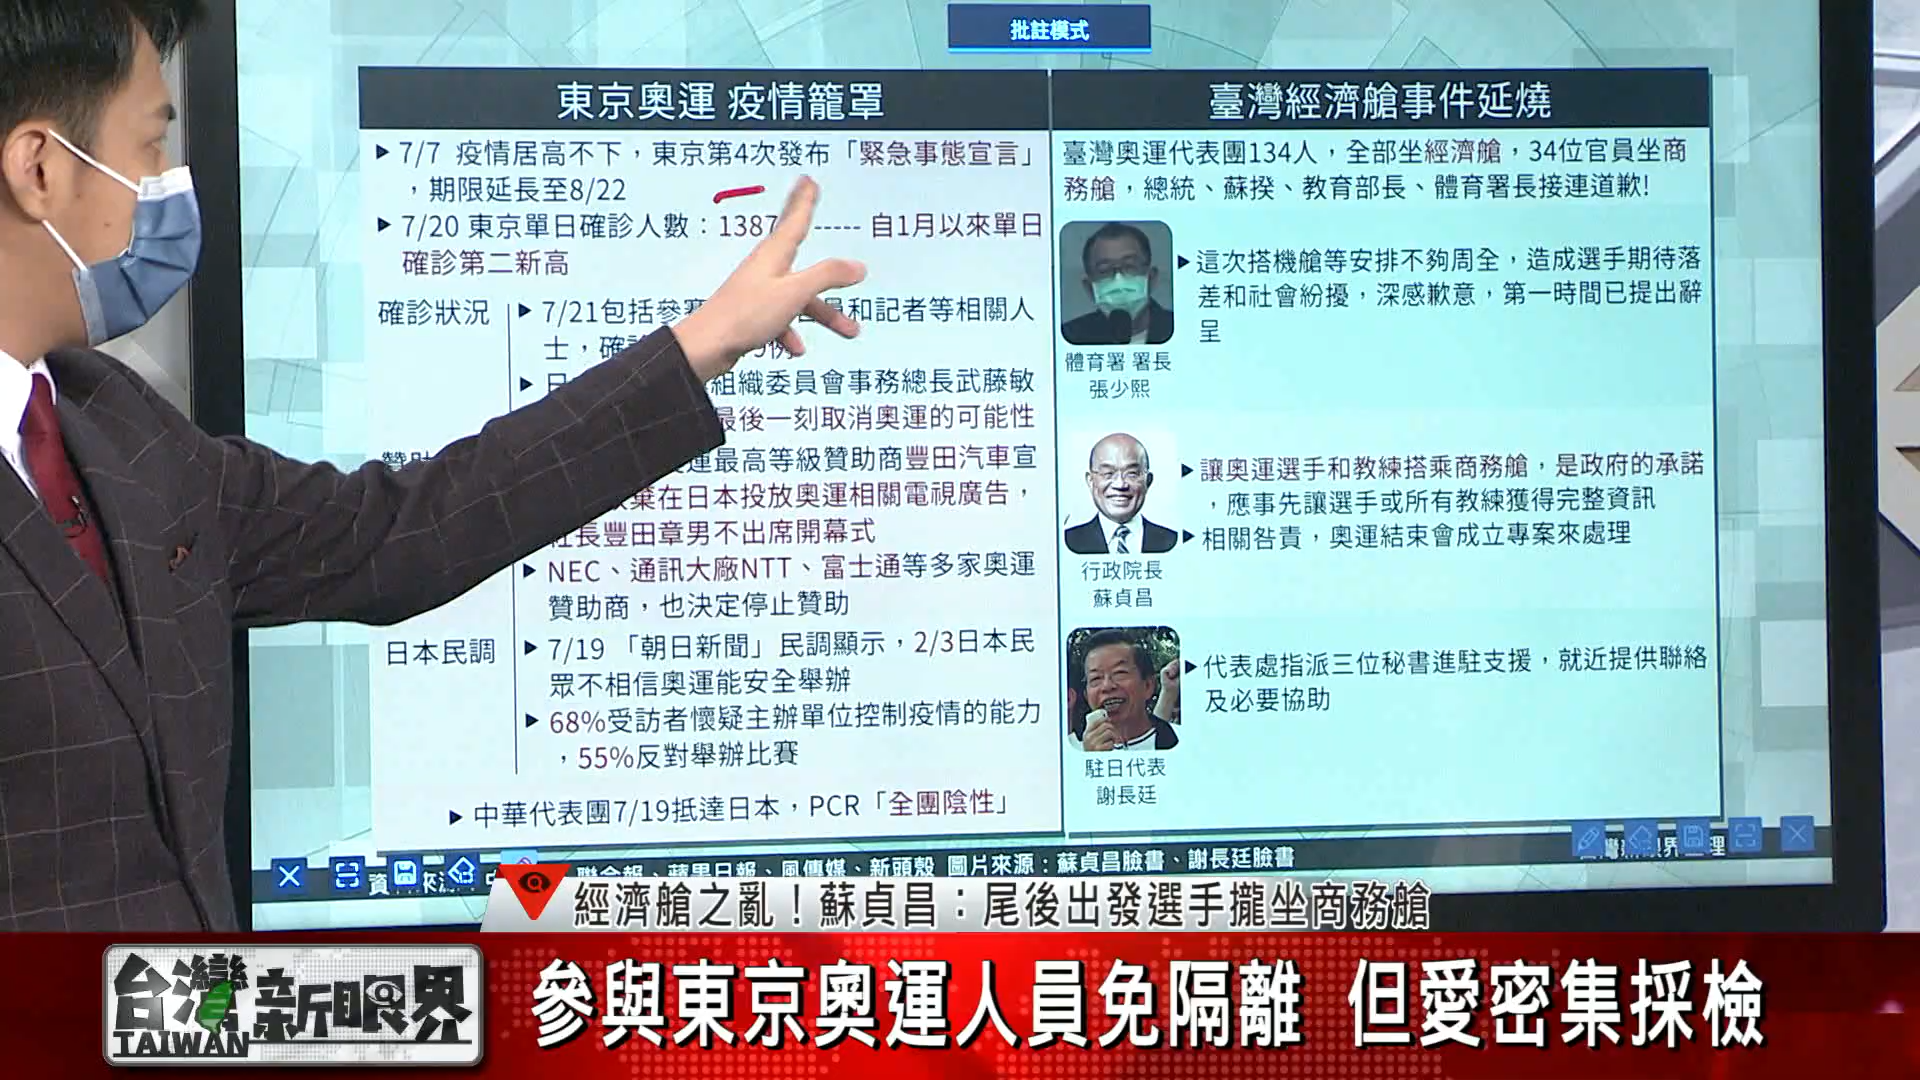 批註模式
東京奧運 疫情籠罩
7/7 疫情居高不下，東京第4次發布「緊急事態宣言」
，期限延長至8/22
7/20 東京單日確診人數：1387 ----- 自1月以來單日
確診第二新高
確診狀況
7/21包括參 和記者等相關人
士，確 例
日 組織委員會事務總長武藤敏
最後一刻取消奧運的可能性
贊助
運最高等級贊助商豐田汽車宣
棄在日本投放奧運相關電視廣告，
社長豐田章男不出席開幕式
NEC、通訊大廠NTT、富士通等多家奧運
贊助商，也決定停止贊助
日本民調
7/19 「朝日新聞」民調顯示，2/3日本民
眾不相信奧運能安全舉辦
68%受訪者懷疑主辦單位控制疫情的能力
，55%反對舉辦比賽
中華代表團7/19抵達日本，PCR「全團陰性」
臺灣經濟艙事件延燒
臺灣奧運代表團134人，全部坐經濟艙，34位官員坐商
務艙，總統、蘇揆、教育部長、體育署長接連道歉!
這次搭機艙等安排不夠周全，造成選手期待落
差和社會紛擾，深感歉意，第一時間已提出辭
呈
體育署 署長
張少熙
讓奧運選手和教練搭乘商務艙，是政府的承諾
，應事先讓選手或所有教練獲得完整資訊
相關咎責，奧運結束會成立專案來處理
行政院長
蘇貞昌
代表處指派三位秘書進駐支援，就近提供聯絡
及必要協助
駐日代表
謝長廷
聯合報、蘋果日報、風傳媒、新頭殼 圖片來源：蘇貞昌臉書、謝長廷臉書
經濟艙之亂！蘇貞昌：尾後出發選手攏坐商務艙
台灣新眼界
TAIWAN
參與東京奧運人員免隔離 但愛密集採檢